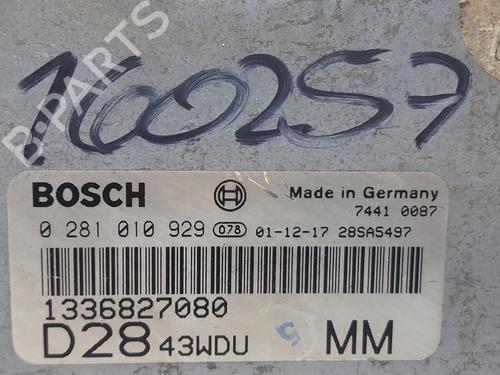 1600257
B-PARTS
BOSCH
Made in Germany
7441 0087
0 281 010 929 078 01-12-17 28SA5497
1336827080
D28 43WDU MM